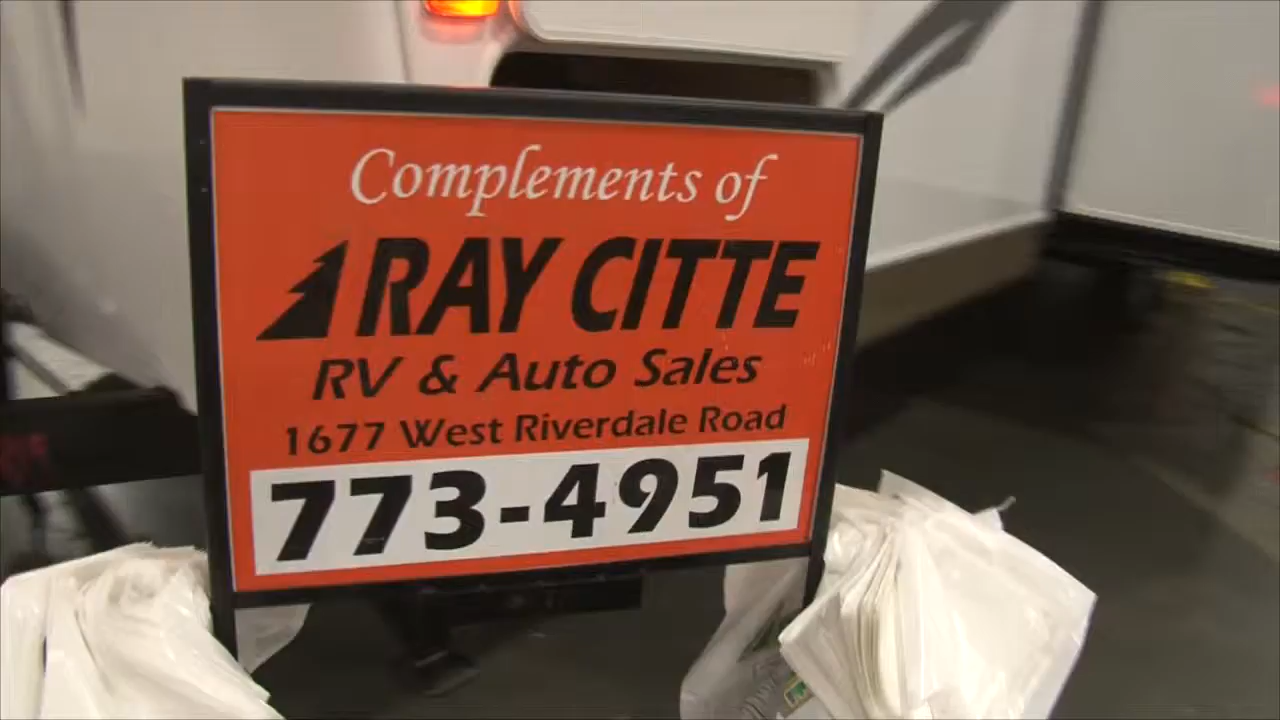 Complements of
RAY CITTE
RV & Auto Sales
1677 West Riverdale Road
773-4951